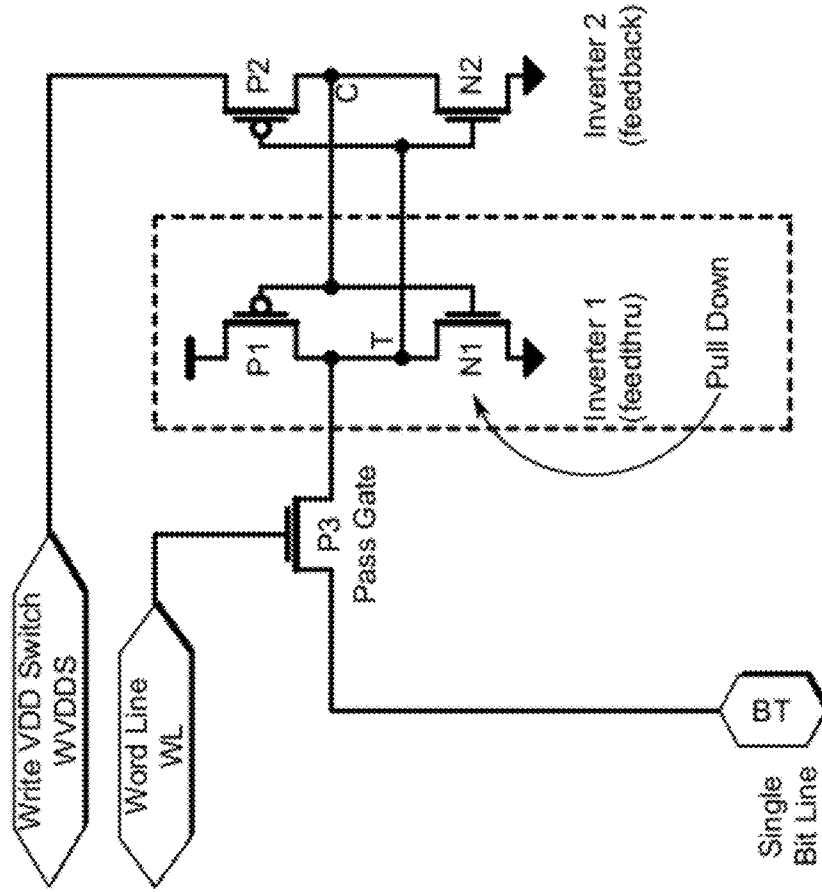 Write VDD Switch
WVDDS
Word Line
WL
P3
Pass Gate
BT
Single
Bit Line
P1
T
N1
Inverter 1
(feedthru)
Pull Down
P2
C
N2
Inverter 2
(feedback)